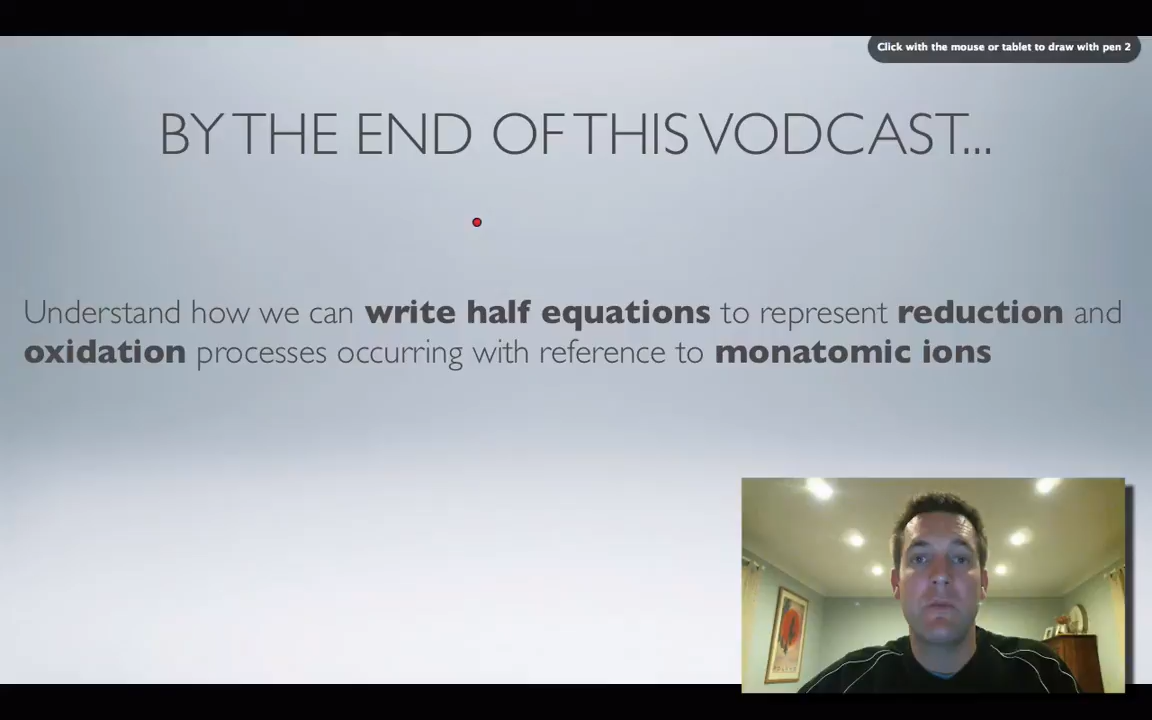 Click with the mouse or tablet to draw with pen 2
BY THE END OF THIS VODCAST...
Understand how we can write half equations to represent reduction and
oxidation processes occurring with reference to monatomic ions